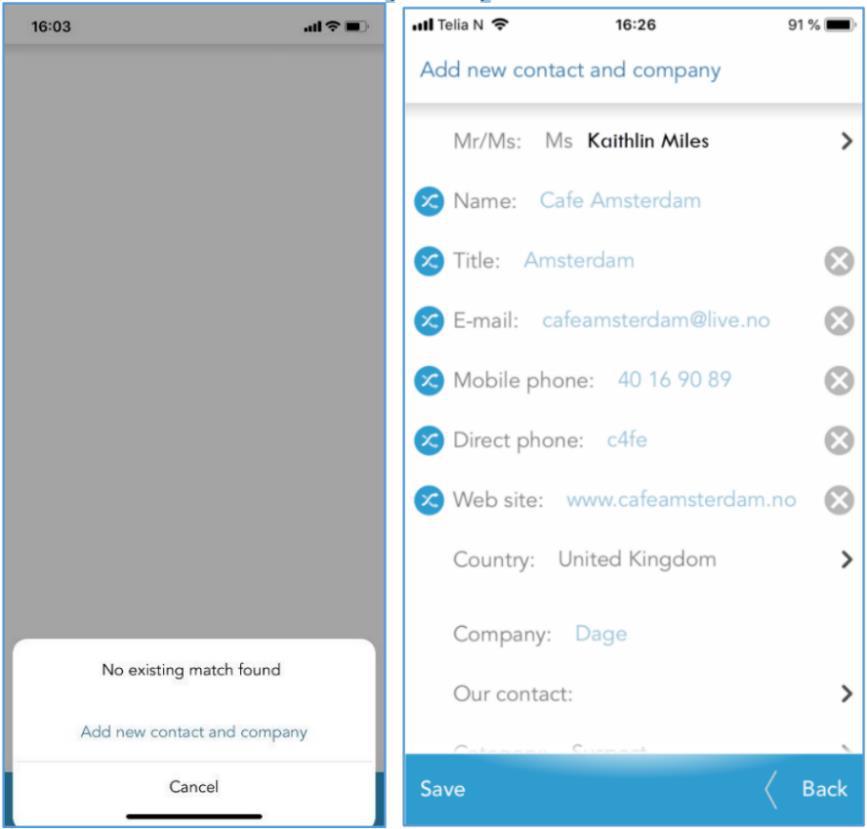 16:03
No existing match found
Add new contact and company
Cancel
Telia N 16:26 91 %
Add new contact and company
Mr/Ms: Ms Kaithlin Miles
Name: Cafe Amsterdam
Title: Amsterdam
E-mail: cafeamsterdam@live.no
Mobile phone: 40 16 90 89
Direct phone: c4fe
Web site: www.cafeamsterdam.no
Country: United Kingdom
Company: Dage
Our contact:
Category: Suspect
Save Back